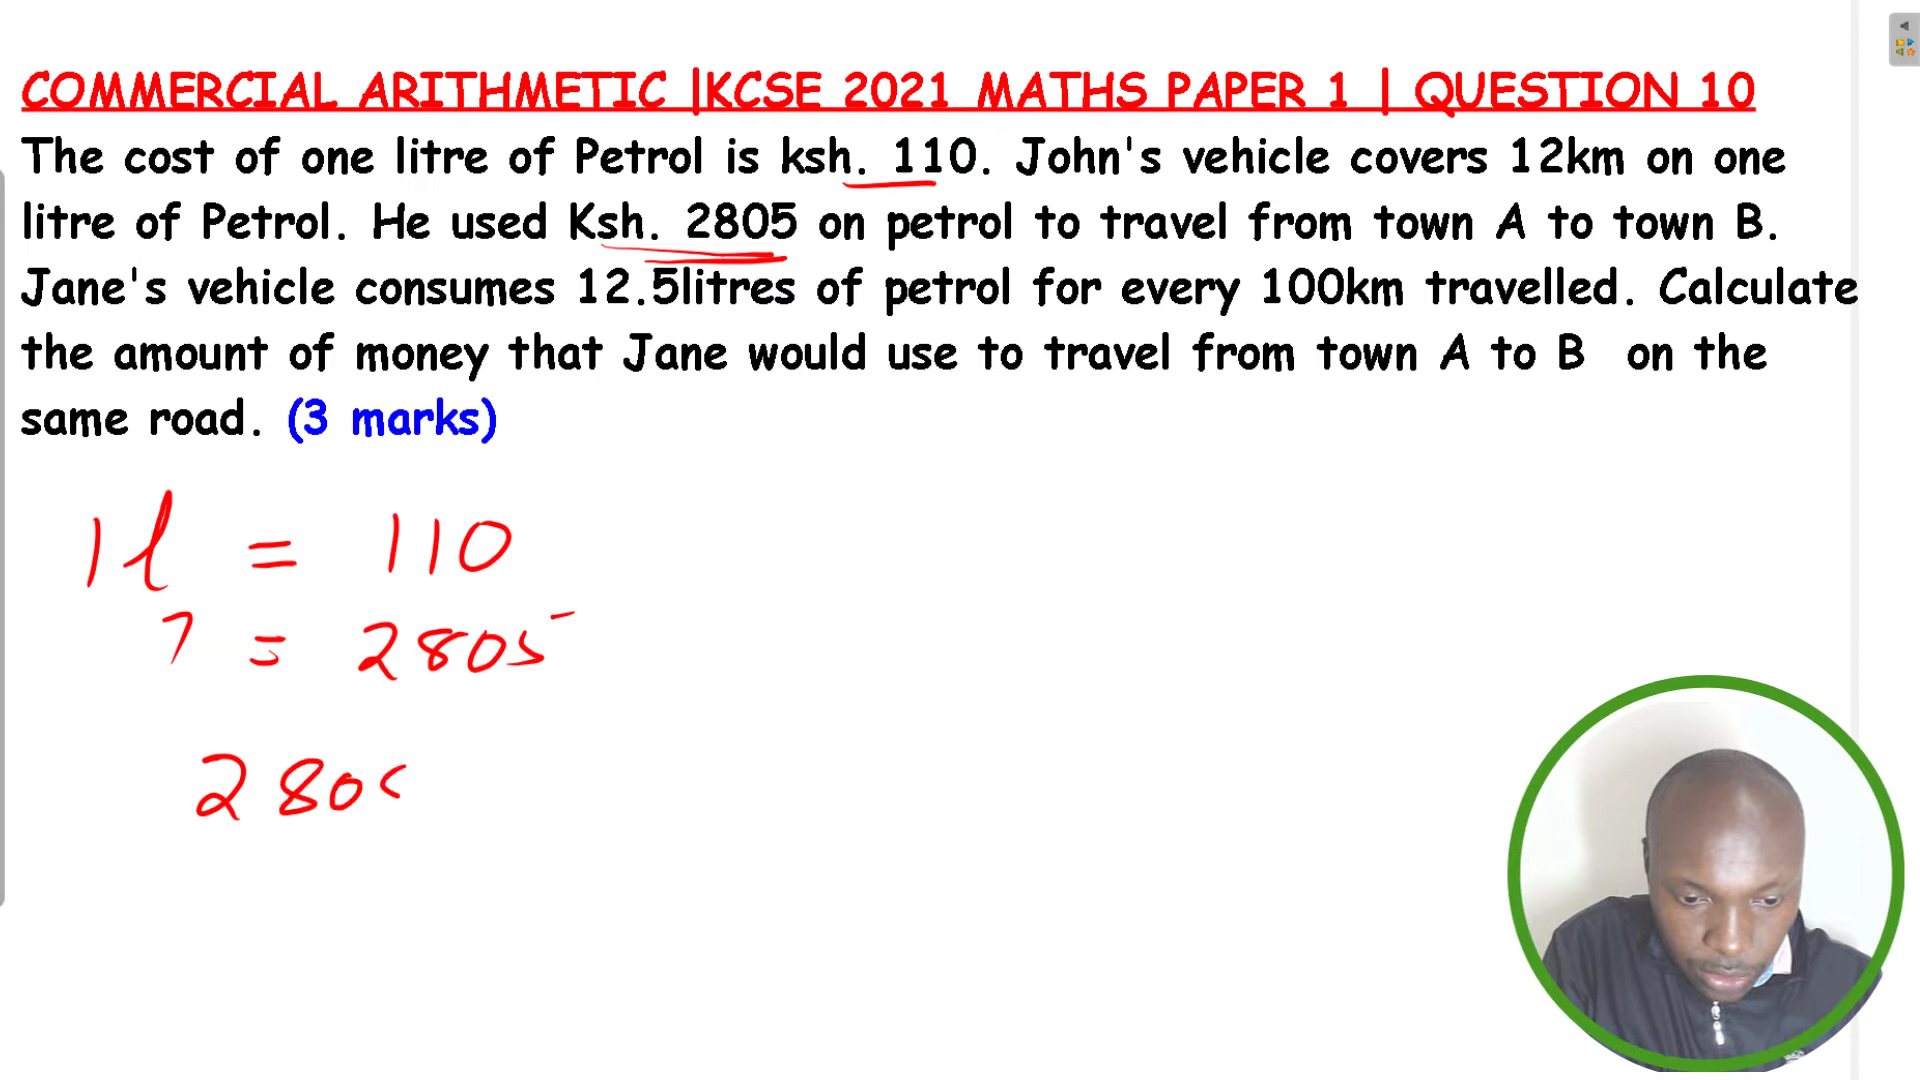 COMMERCIAL ARITHMETIC |KCSE 2021 MATHS PAPER 1 | QUESTION 10
The cost of one litre of Petrol is ksh. 110. John's vehicle covers 12km on one
litre of Petrol. He used Ksh. 2805 on petrol to travel from town A to town B.
Jane's vehicle consumes 12.5litres of petrol for every 100km travelled. Calculate
the amount of money that Jane would use to travel from town A to B on the
same road. (3 marks)
1l = 110
? = 2805
280